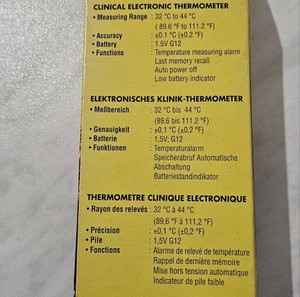 CLINICAL ELECTRONIC THERMOMETER
• Measuring Range : 32 °C to 44 °C
( 89.6°F to 111.2°F)
• Accuracy : ±0.1 °C (±0.2 °F)
• Battery : 1,5V G12
• Functions : Temperature measuring alarm
Last memory recall
Auto power off
Low battery indicator
ELEKTRONISCHES KLINIK-THERMOMETER
• Meßbereich : 32 °C bis 44 °C
(89,6 bis 111.2 °F)
• Genauigkeit : ±0,1 °C (±0,2 °F)
• Batterie : 1,5V; G12
• Funktionen : Temperaturalarm
Speicherabruf Automatische
Abschaltung
Batteriestandindikator
THERMOMETRE CLINIQUE ELECTRONIQUE
• Rayon des relevés : 32 °C à 44 °C
(89,6 °F à 111,2 °F)
• Précision : ±0,1 °C (±0,2 °F)
• Pile : 1,5V G12
• Fonctions : Alarme de relevé de température
Rappel de dernière mémoire
Mise hors tension automatique
Indicateur de pile faible